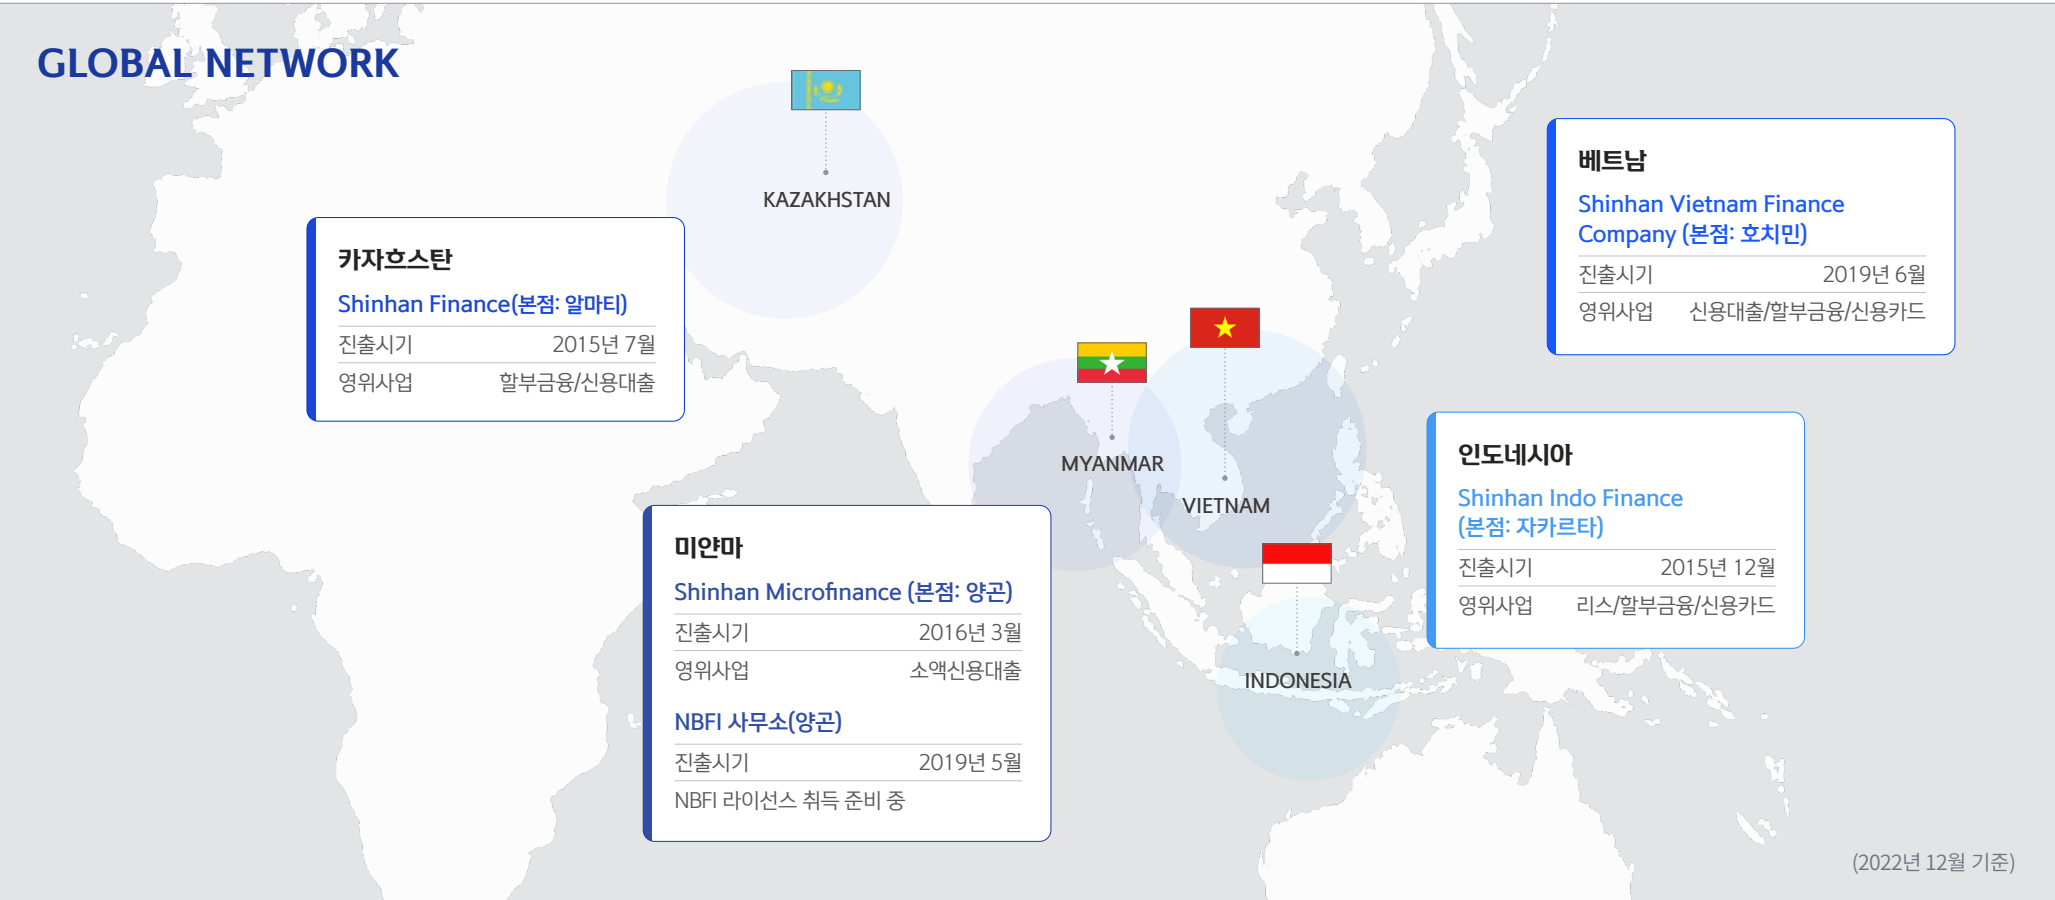 GLOBAL NETWORK
KAZAKHSTAN
카자흐스탄
Shinhan Finance(본점: 알마티)
진출시기 2015년 7월
영위사업 할부금융/신용대출
MYANMAR
미얀마
Shinhan Microfinance (본점: 양곤)
진출시기 2016년 3월
영위사업 소액신용대출
NBFI 사무소(양곤)
진출시기 2019년 5월
NBFI 라이선스 취득 준비 중
VIETNAM
베트남
Shinhan Vietnam Finance
Company (본점: 호치민)
진출시기 2019년 6월
영위사업 신용대출/할부금융/신용카드
INDONESIA
인도네시아
Shinhan Indo Finance
(본점: 자카르타)
진출시기 2015년 12월
영위사업 리스/할부금융/신용카드
(2022년 12월 기준)